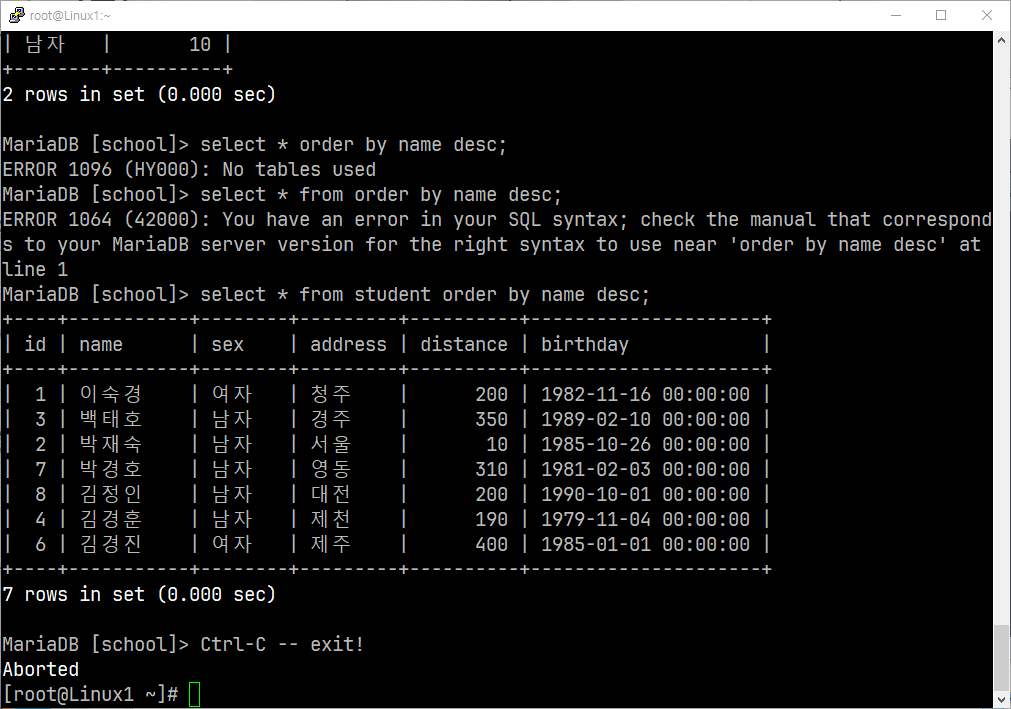 root@Linux1:~
| 남자   |       10 |
+--------+----------+
2 rows in set (0.000 sec)
MariaDB [school]> select * order by name desc;
ERROR 1096 (HY000): No tables used
MariaDB [school]> select * from order by name desc;
ERROR 1064 (42000): You have an error in your SQL syntax; check the manual that correspond
s to your MariaDB server version for the right syntax to use near 'order by name desc' at
line 1
MariaDB [school]> select * from student order by name desc;
+----+-----------+--------+---------+----------+---------------------+
| id | name      | sex    | address | distance | birthday            |
+----+-----------+--------+---------+----------+---------------------+
|  1 | 이숙경    | 여자   | 청주    |      200 | 1982-11-16 00:00:00 |
|  3 | 백태호    | 남자   | 경주    |      350 | 1989-02-10 00:00:00 |
|  2 | 박재숙    | 남자   | 서울    |       10 | 1985-10-26 00:00:00 |
|  7 | 박경호    | 남자   | 영동    |      310 | 1981-02-03 00:00:00 |
|  8 | 김정인    | 남자   | 대전    |      200 | 1990-10-01 00:00:00 |
|  4 | 김경훈    | 남자   | 제천    |      190 | 1979-11-04 00:00:00 |
|  6 | 김경진    | 여자   | 제주    |      400 | 1985-01-01 00:00:00 |
+----+-----------+--------+---------+----------+---------------------+
7 rows in set (0.000 sec)
MariaDB [school]> Ctrl-C -- exit!
Aborted
[root@Linux1 ~]#